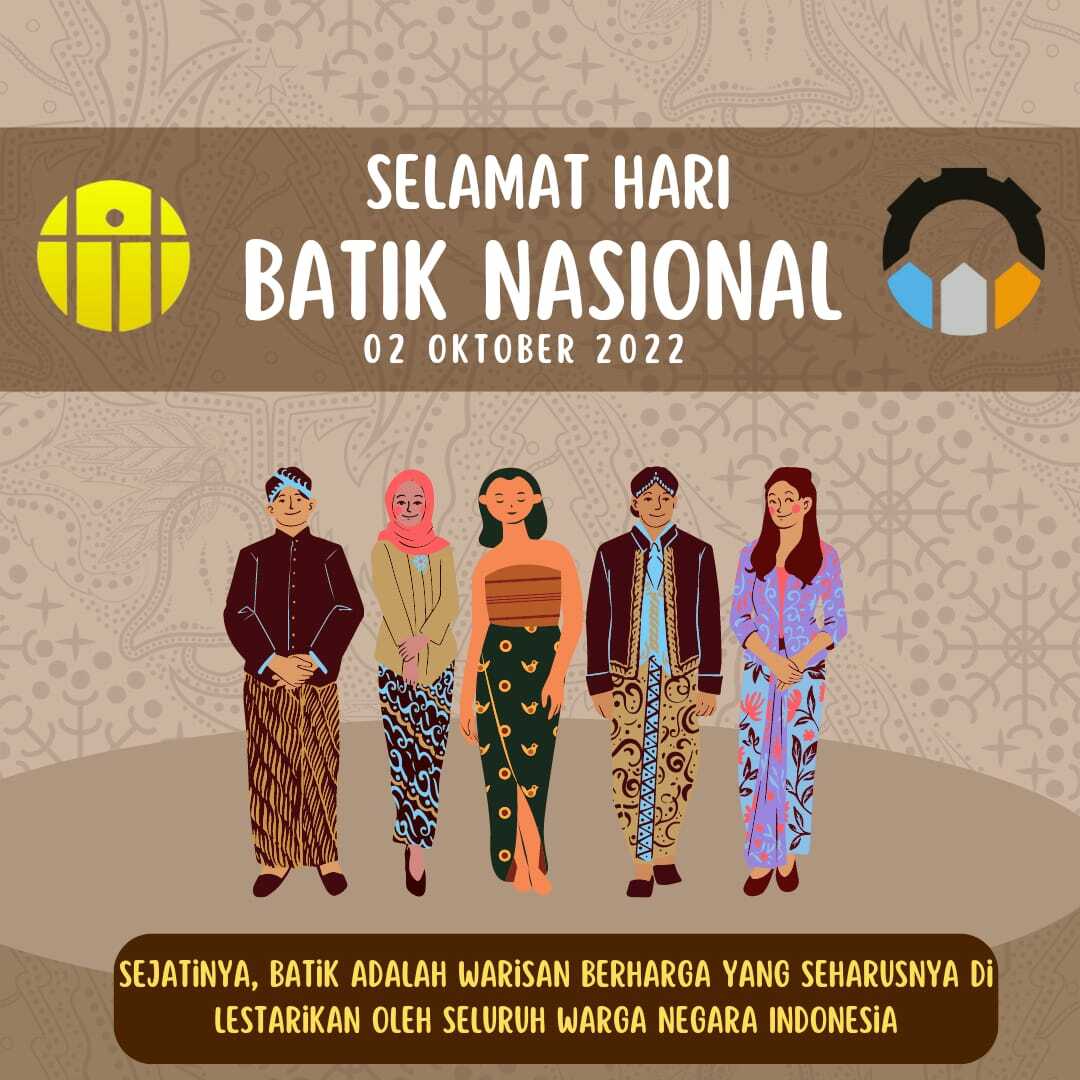 SELAMAT HARI
BATIK NASIONAL
02 OKTOBER 2022
SEJATINYA, BATIK ADALAH WARISAN BERHARGA YANG SEHARUSNYA DI
LESTARIKAN OLEH SELURUH WARGA NEGARA INDONESIA